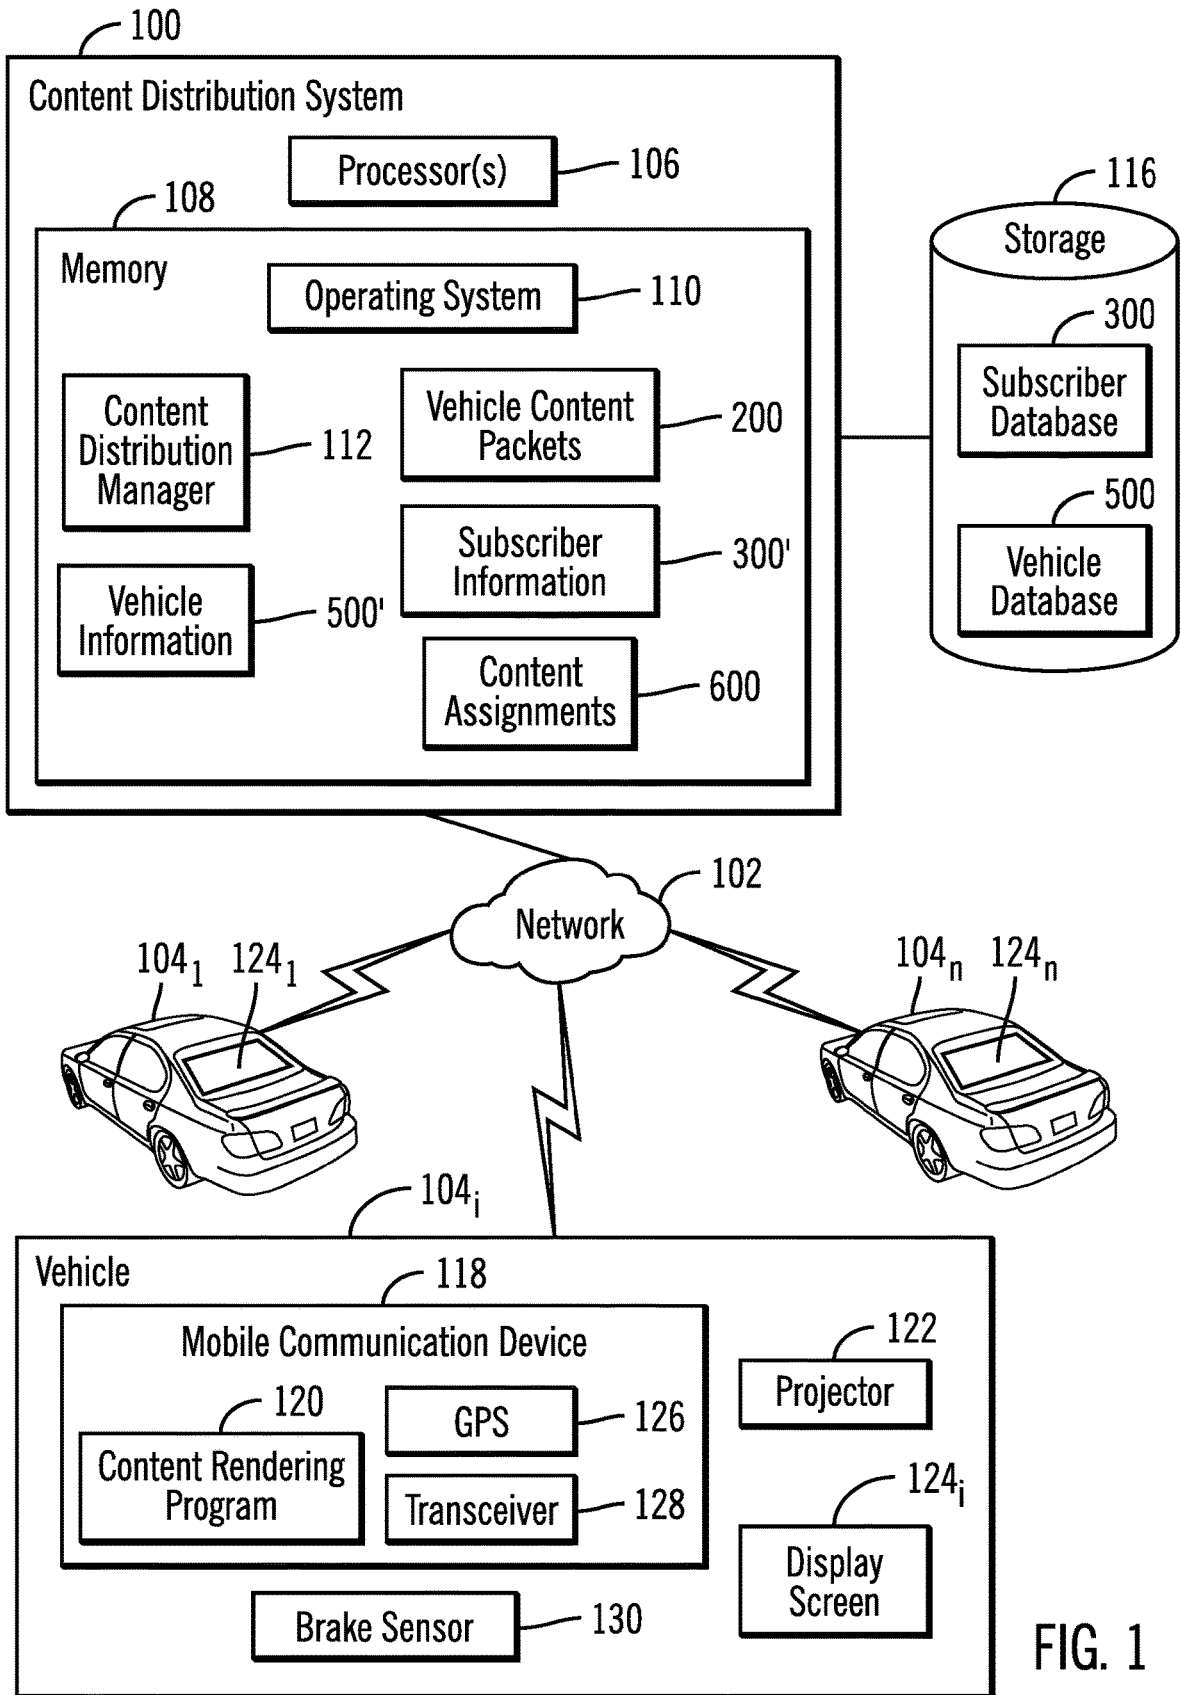 100
Content Distribution System
Processor(s)
106
108
Memory
Operating System
110
Content
Distribution
Manager
112
Vehicle Content
Packets
200
Subscriber
Information
300'
Vehicle
Information
500'
Content
Assignments
600
116
Storage
300
Subscriber
Database
500
Vehicle
Database
102
Network
104₁
124₁
104ₙ
124ₙ
104ᵢ
Vehicle
118
Mobile Communication Device
120
Content Rendering
Program
GPS
126
Transceiver
128
122
Projector
124ᵢ
Display
Screen
Brake Sensor
130
FIG. 1